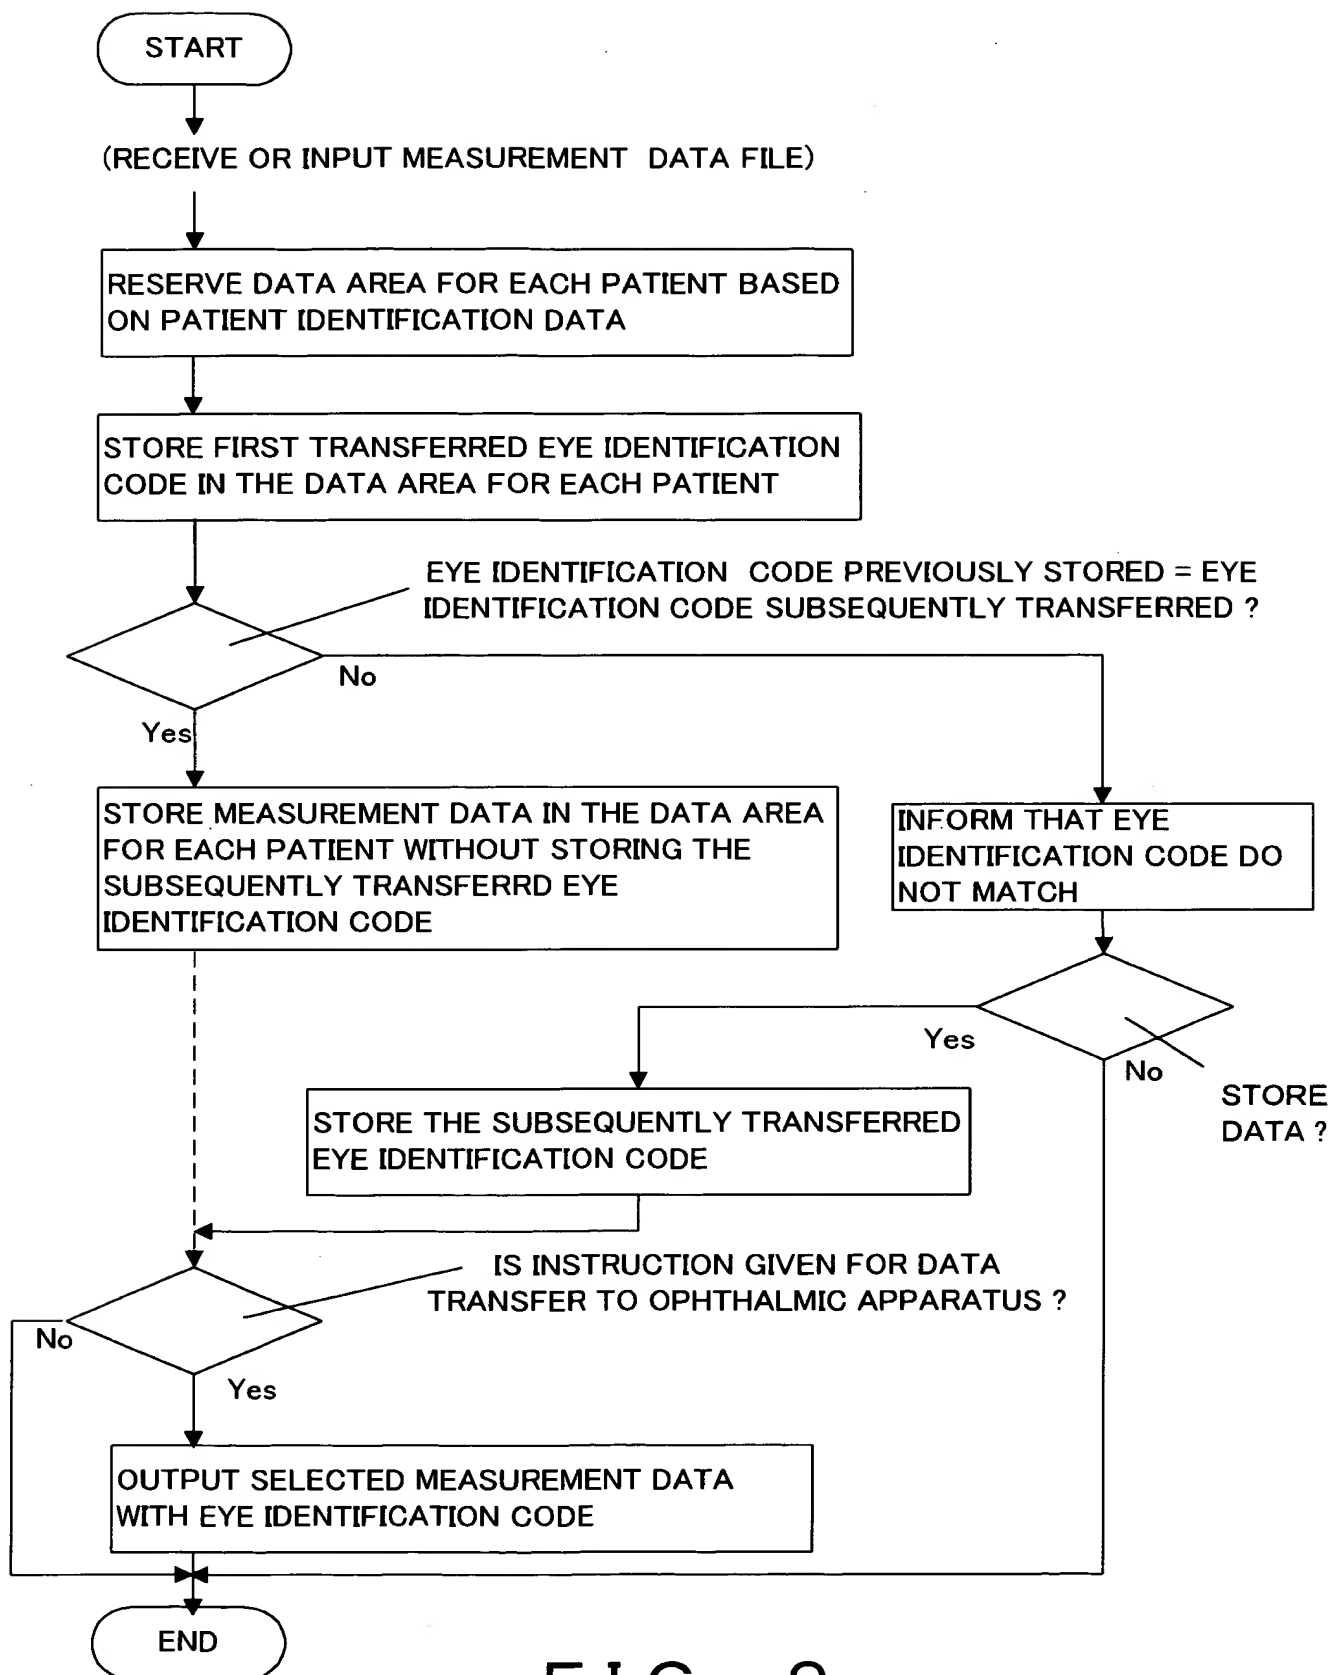 START
(RECEIVE OR INPUT MEASUREMENT DATA FILE)
RESERVE DATA AREA FOR EACH PATIENT BASED
ON PATIENT IDENTIFICATION DATA
STORE FIRST TRANSFERRED EYE IDENTIFICATION
CODE IN THE DATA AREA FOR EACH PATIENT
EYE IDENTIFICATION CODE PREVIOUSLY STORED = EYE
IDENTIFICATION CODE SUBSEQUENTLY TRANSFERRED ?
No
Yes
STORE MEASUREMENT DATA IN THE DATA AREA
FOR EACH PATIENT WITHOUT STORING THE
SUBSEQUENTLY TRANSFERRD EYE
IDENTIFICATION CODE
INFORM THAT EYE
IDENTIFICATION CODE DO
NOT MATCH
Yes
No
STORE
DATA ?
STORE THE SUBSEQUENTLY TRANSFERRED
EYE IDENTIFICATION CODE
IS INSTRUCTION GIVEN FOR DATA
TRANSFER TO OPHTHALMIC APPARATUS ?
No
Yes
OUTPUT SELECTED MEASUREMENT DATA
WITH EYE IDENTIFICATION CODE
END